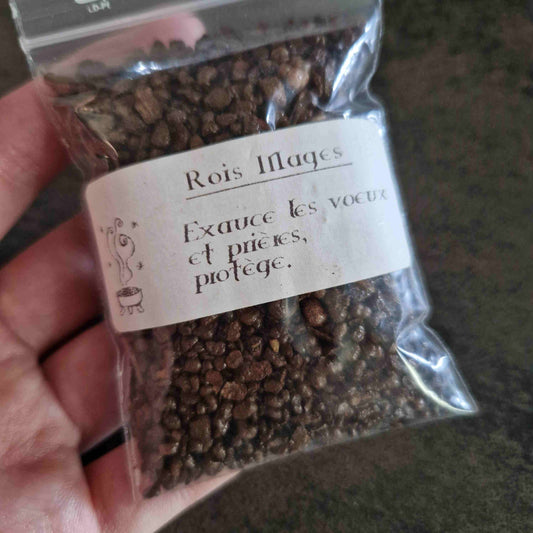 Rois Mages
Exauce les voeux
et prières,
protège.